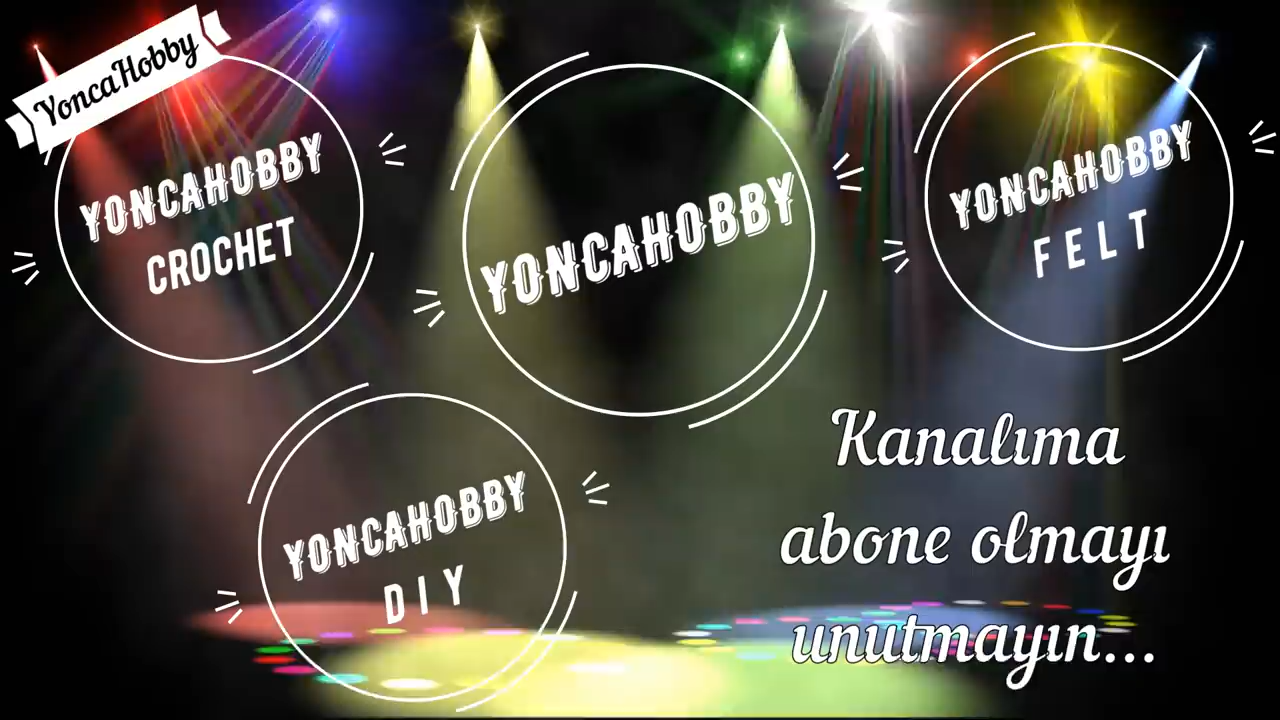 YoncaHobby
YONCAHOBBY
CROCHET
YONCAHOBBY
YONCAHOBBY
FELT
YONCAHOBBY
DIY
Kanalıma
abone olmayı
unutmayın...